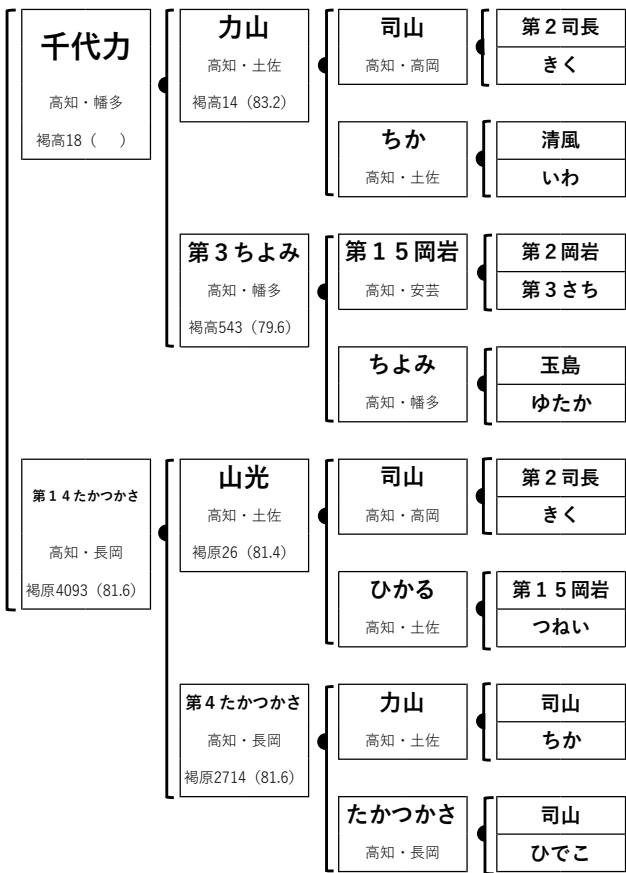 千代力
高知・幡多
褐高18（　）
力山
高知・土佐
褐高14（83.2）
司山
高知・高岡
第２司長
きく
ちか
高知・土佐
清風
いわ
第３ちよみ
高知・幡多
褐高543（79.6）
第１５岡岩
高知・安芸
第２岡岩
第３さち
ちよみ
高知・幡多
玉島
ゆたか
第１４たかつかさ
高知・長岡
褐原4093（81.6）
山光
高知・土佐
褐原26（81.4）
司山
高知・高岡
第２司長
きく
ひかる
高知・土佐
第１５岡岩
つねい
第４たかつかさ
高知・長岡
褐原2714（81.6）
力山
高知・土佐
司山
ちか
たかつかさ
高知・長岡
司山
ひでこ